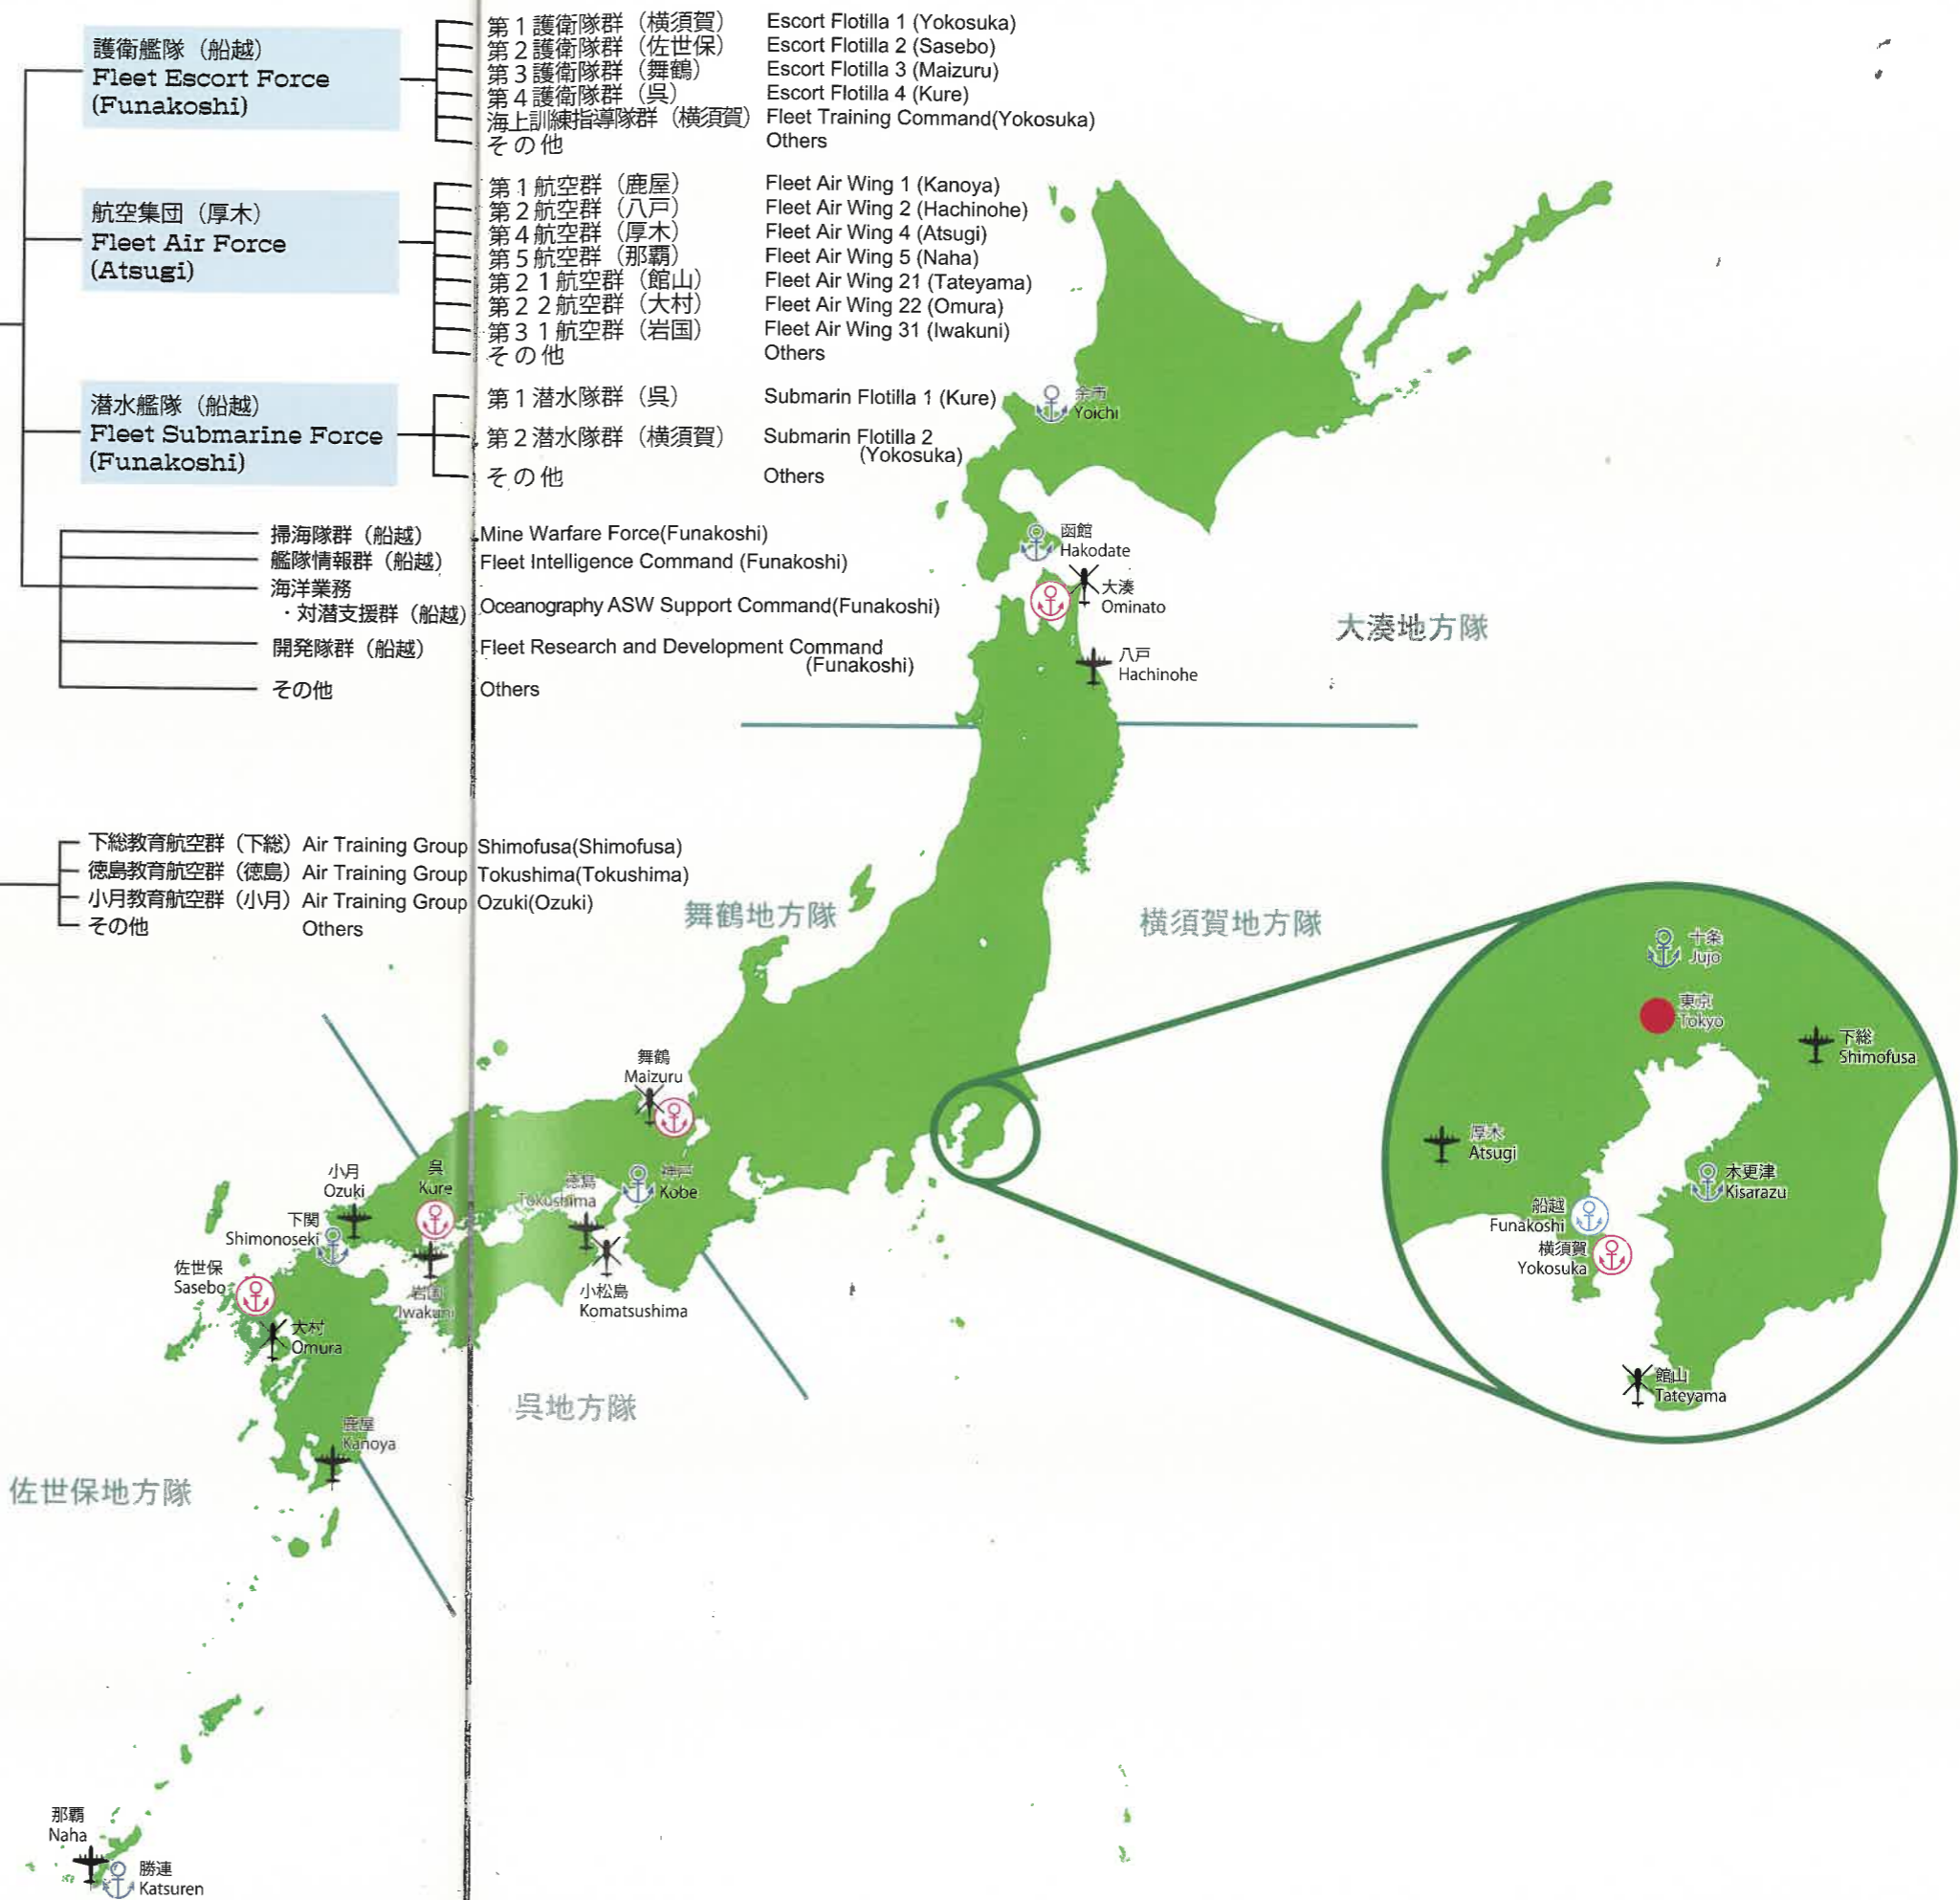 護衛艦隊（船越）
Fleet Escort Force
(Funakoshi)
第１護衛隊群（横須賀） Escort Flotilla 1 (Yokosuka)
第２護衛隊群（佐世保） Escort Flotilla 2 (Sasebo)
第３護衛隊群（舞鶴） Escort Flotilla 3 (Maizuru)
第４護衛隊群（呉） Escort Flotilla 4 (Kure)
海上訓練指導隊群（横須賀） Fleet Training Command(Yokosuka)
その他 Others
航空集団（厚木）
Fleet Air Force
(Atsugi)
第１航空群（鹿屋） Fleet Air Wing 1 (Kanoya)
第２航空群（八戸） Fleet Air Wing 2 (Hachinohe)
第４航空群（厚木） Fleet Air Wing 4 (Atsugi)
第５航空群（那覇） Fleet Air Wing 5 (Naha)
第２１航空群（館山） Fleet Air Wing 21 (Tateyama)
第２２航空群（大村） Fleet Air Wing 22 (Omura)
第３１航空群（岩国） Fleet Air Wing 31 (Iwakuni)
その他 Others
潜水艦隊（船越）
Fleet Submarine Force
(Funakoshi)
第１潜水隊群（呉） Submarin Flotilla 1 (Kure)
第２潜水隊群（横須賀） Submarin Flotilla 2
(Yokosuka)
その他 Others
掃海隊群（船越） Mine Warfare Force(Funakoshi)
艦隊情報群（船越） Fleet Intelligence Command (Funakoshi)
海洋業務
・対潜支援群（船越） Oceanography ASW Support Command(Funakoshi)
開発隊群（船越） Fleet Research and Development Command
(Funakoshi)
その他 Others
下総教育航空群（下総） Air Training Group Shimofusa(Shimofusa)
徳島教育航空群（徳島） Air Training Group Tokushima(Tokushima)
小月教育航空群（小月） Air Training Group Ozuki(Ozuki)
その他 Others
余市
Yoichi
函館
Hakodate
大湊
Ominato
八戸
Hachinohe
大湊地方隊
舞鶴地方隊
横須賀地方隊
十条
Jujo
東京
Tokyo
下総
Shimofusa
厚木
Atsugi
木更津
Kisarazu
船越
Funakoshi
横須賀
Yokosuka
館山
Tateyama
舞鶴
Maizuru
神戸
Kobe
徳島
Tokushima
小松島
Komatsushima
呉
Kure
小月
Ozuki
下関
Shimonoseki
岩国
Iwakuni
佐世保
Sasebo
大村
Omura
鹿屋
Kanoya
呉地方隊
佐世保地方隊
那覇
Naha
勝連
Katsuren